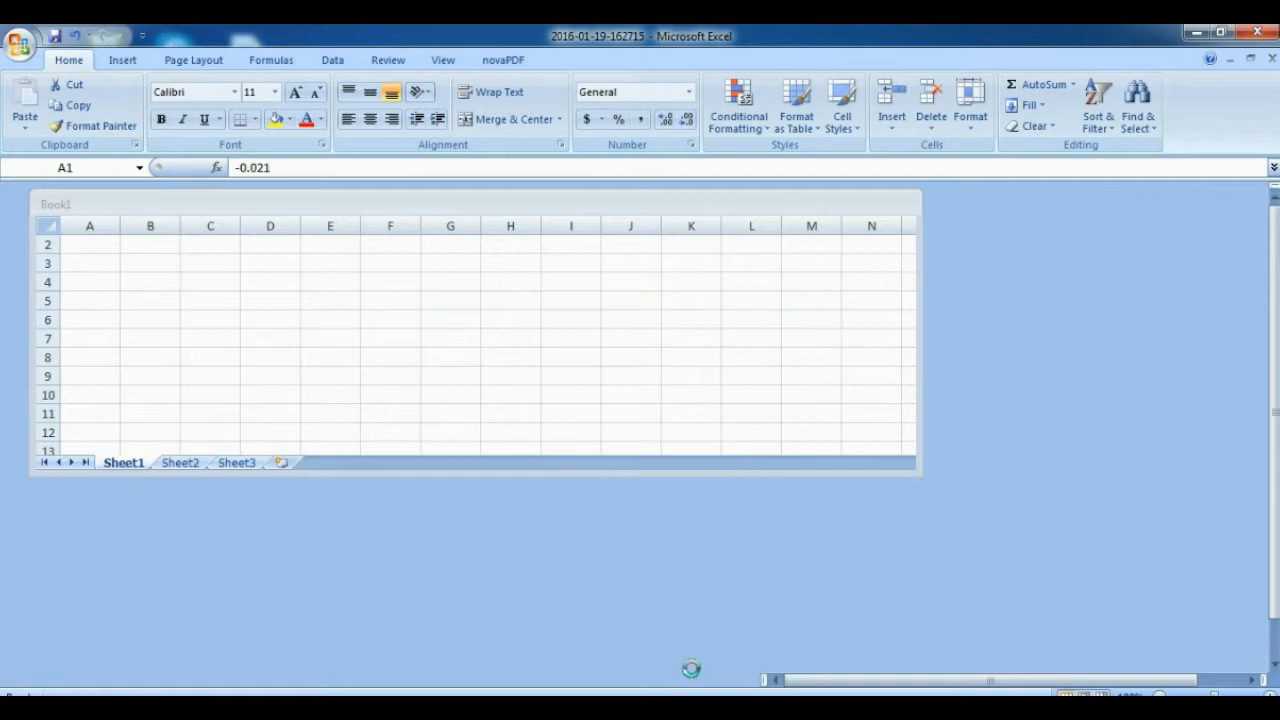 2016-01-19-162715 - Microsoft Excel
Home Insert Page Layout Formulas Data Review View novaPDF
Cut
Copy
Format Painter
Paste
Clipboard
Calibri 11
B I U
Font
Wrap Text
Merge & Center
Alignment
General
$ % ,
Number
Conditional Formatting
Format as Table
Cell Styles
Styles
Insert Delete Format
Cells
Σ AutoSum
Fill
Clear
Sort & Filter
Find & Select
Editing
A1 fx -0.021
Book1
A B C D E F G H I J K L M N
2
3
4
5
6
7
8
9
10
11
12
13
Sheet1 Sheet2 Sheet3